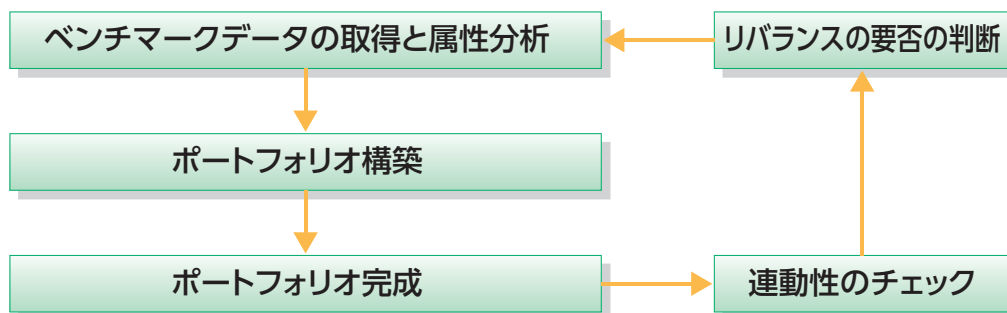 ベンチマークデータの取得と属性分析
リバランスの要否の判断
ポートフォリオ構築
ポートフォリオ完成
連動性のチェック